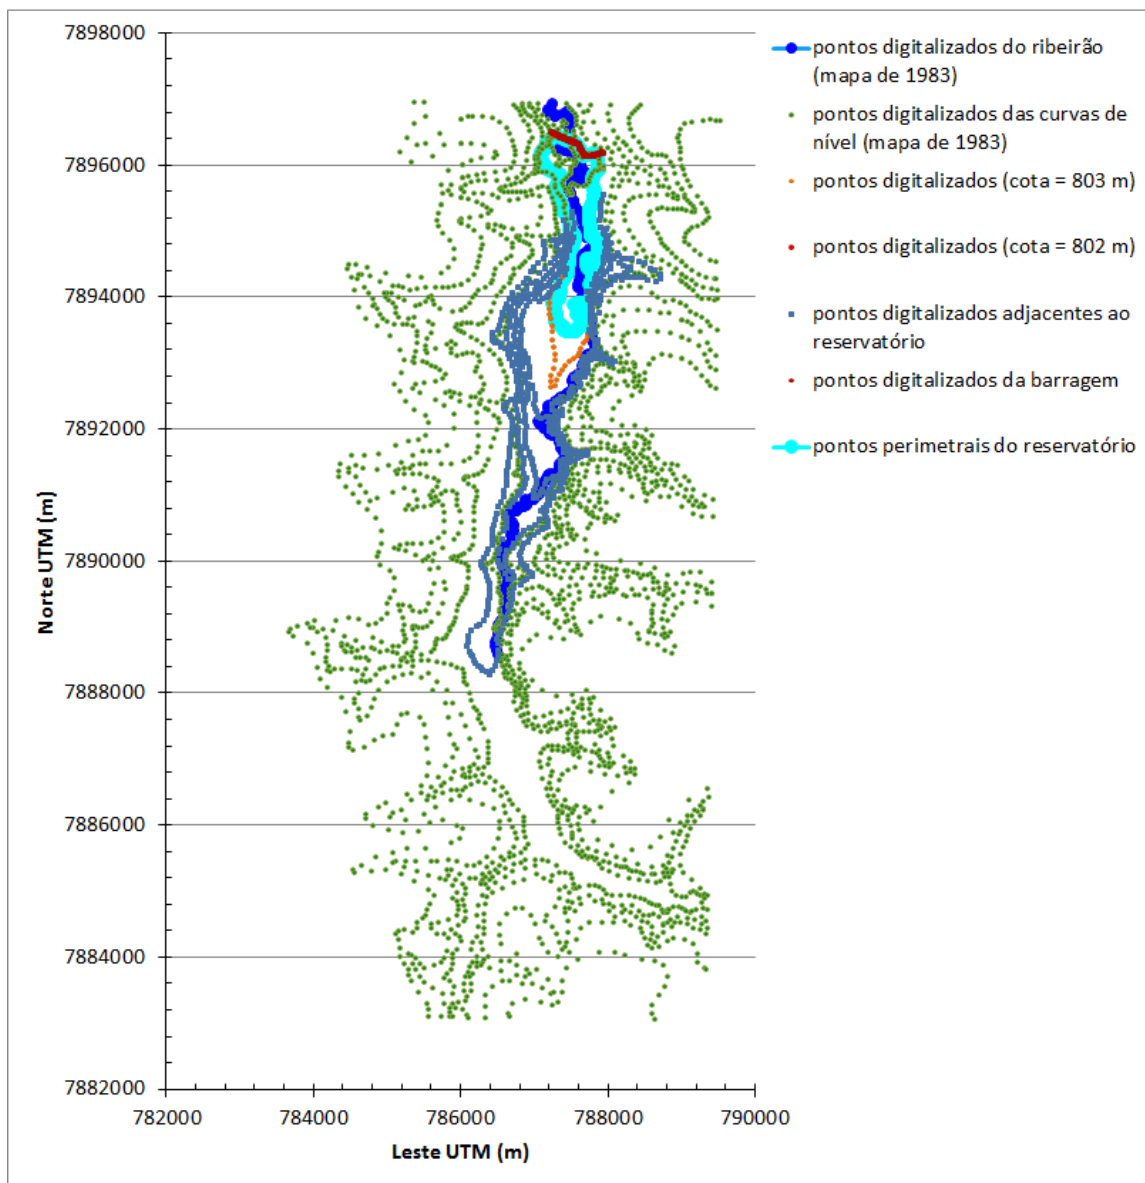 7898000
7896000
7894000
7892000
7890000
7888000
7886000
7884000
7882000
782000 784000 786000 788000 790000
Norte UTM (m)
Leste UTM (m)
pontos digitalizados do ribeirão
(mapa de 1983)
pontos digitalizados das curvas de
nível (mapa de 1983)
pontos digitalizados (cota = 803 m)
pontos digitalizados (cota = 802 m)
pontos digitalizados adjacentes ao
reservatório
pontos digitalizados da barragem
pontos perimetrais do reservatório